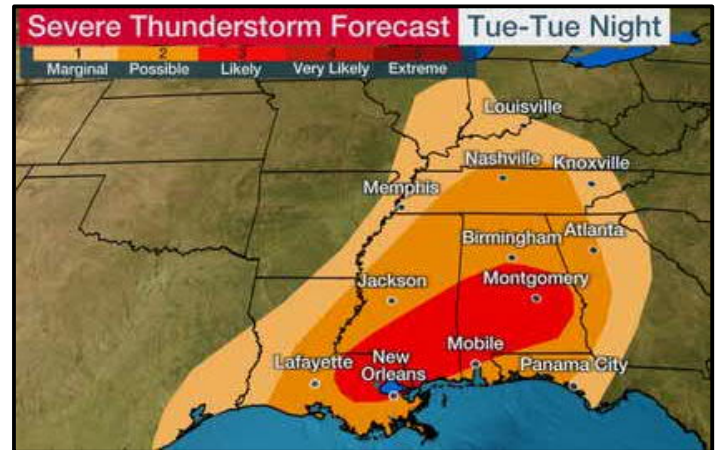 Severe Thunderstorm Forecast Tue-Tue Night
1 2 3 4 5
Marginal Possible Likely Very Likely Extreme
Louisville
Nashville Knoxville
Memphis
Birmingham Atlanta
Jackson Montgomery
Mobile
Lafayette New Orleans Panama City